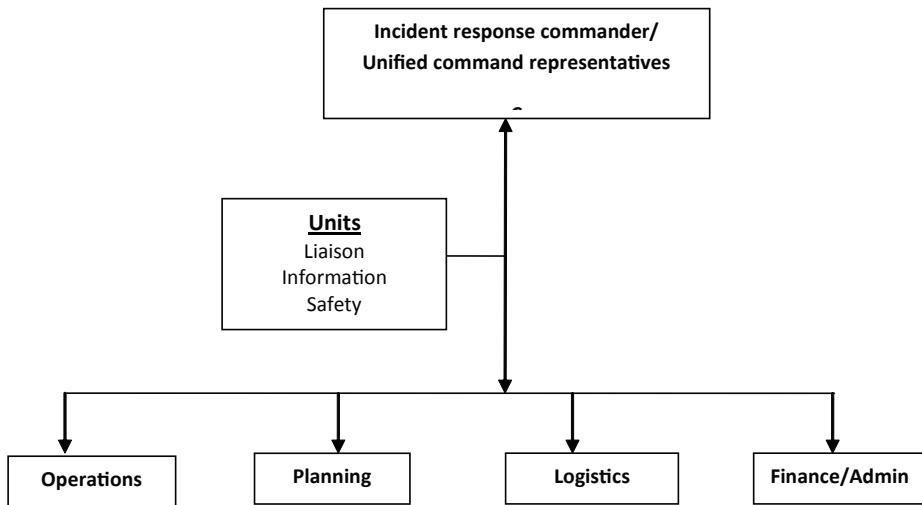 Incident response commander/
Unified command representatives
Units
Liaison
Information
Safety
Operations
Planning
Logistics
Finance/Admin